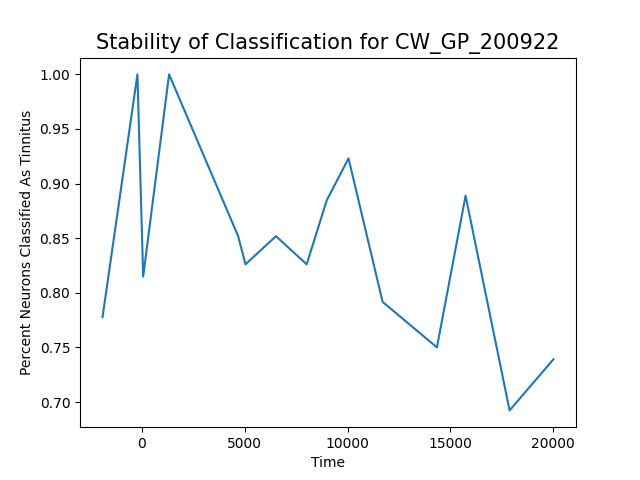 Stability of Classification for CW_GP_200922
Percent Neurons Classified As Tinnitus
1.00
0.95
0.90
0.85
0.80
0.75
0.70
0 5000 10000 15000 20000
Time